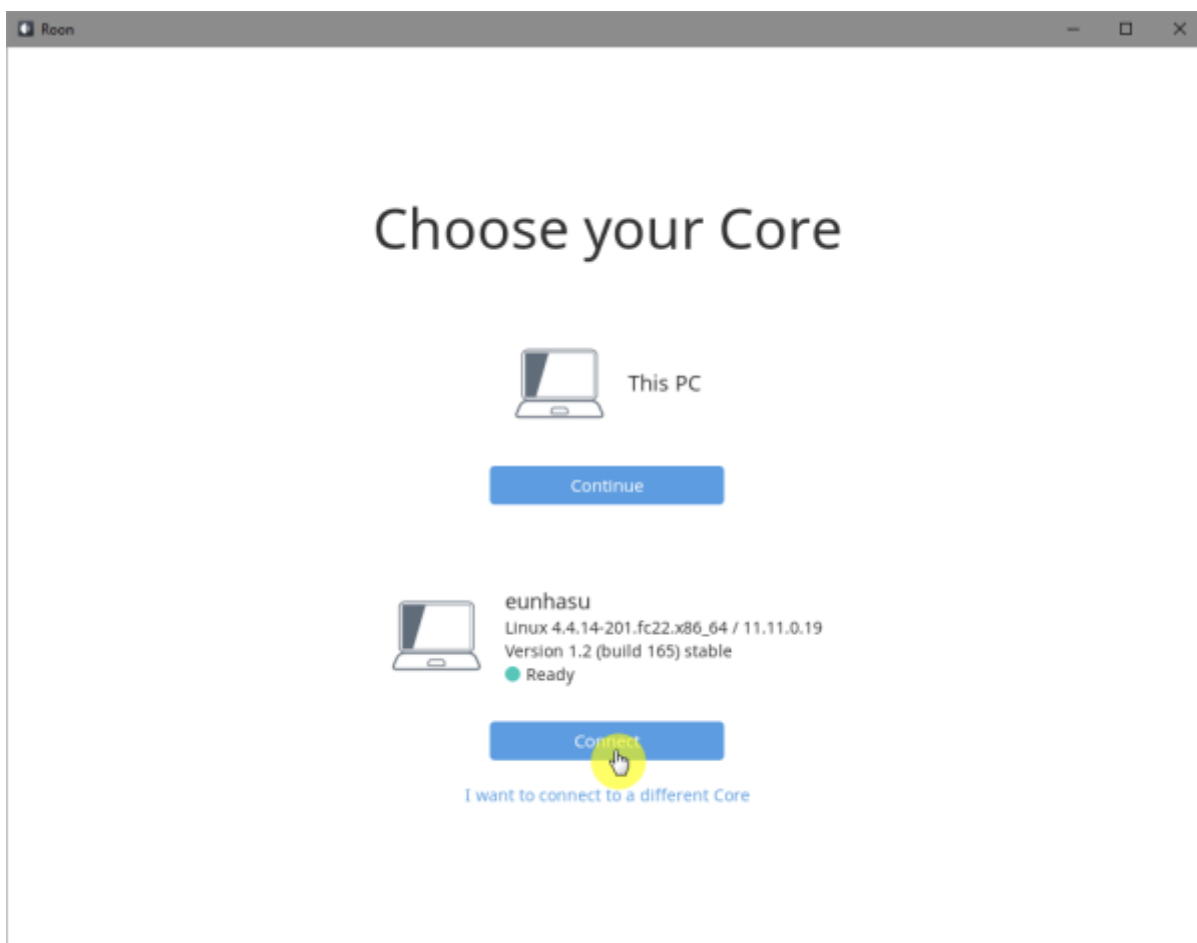 Roon
Choose your Core
This PC
Continue
eunhasu
Linux 4.4.14-201.fc22.x86_64 / 11.11.0.19
Version 1.2 (build 165) stable
Ready
Connect
I want to connect to a different Core